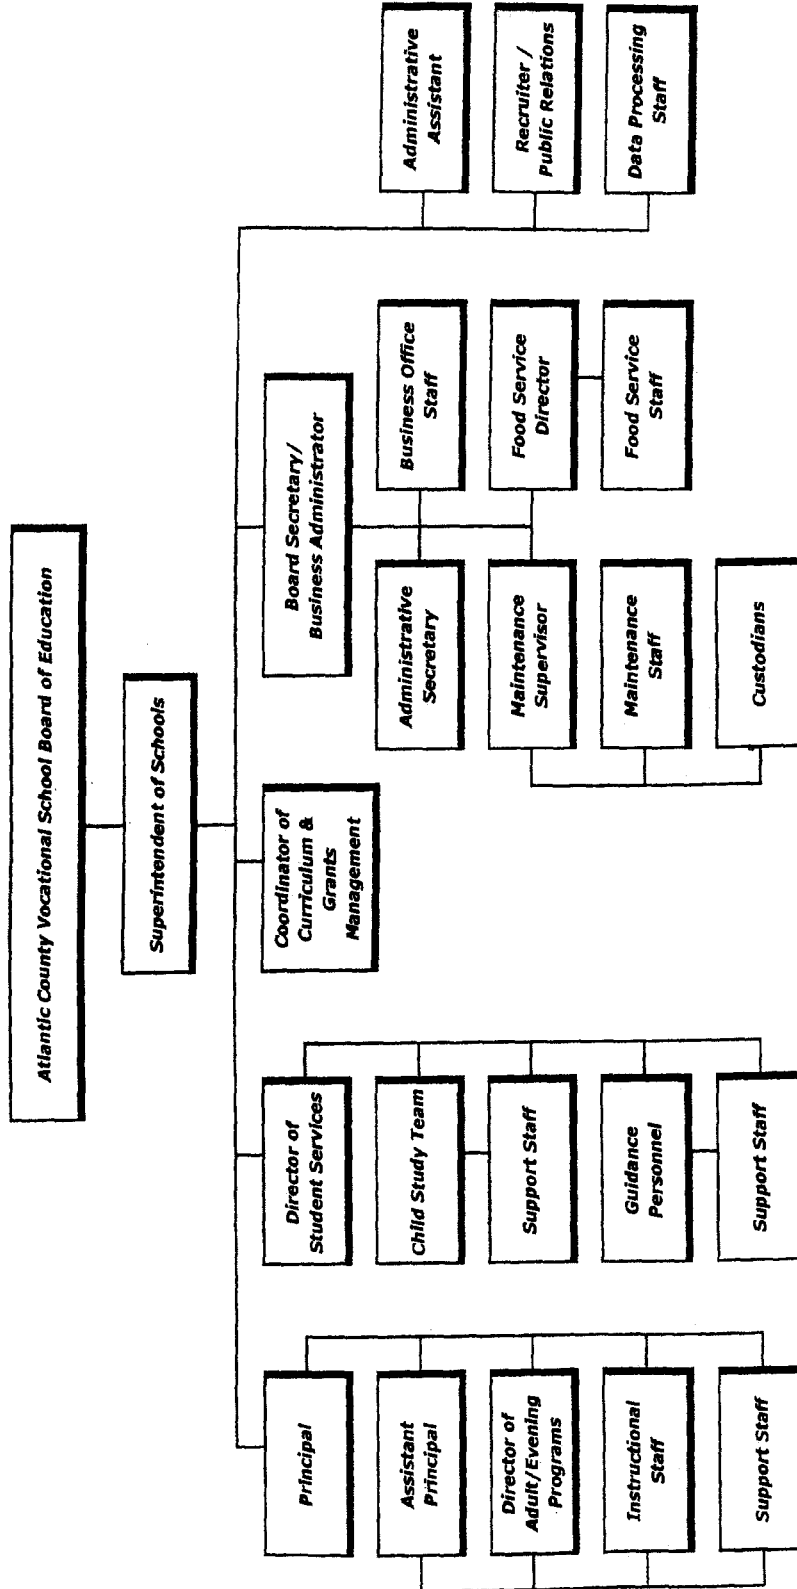 Atlantic County Vocational School Board of Education
Superintendent of Schools
Principal
Assistant
Principal
Director of
Adult/Evening
Programs
Instructional
Staff
Support Staff
Director of
Student Services
Child Study Team
Support Staff
Guidance
Personnel
Support Staff
Coordinator of
Curriculum &
Grants
Management
Board Secretary/
Business Administrator
Administrative
Secretary
Business Office
Staff
Maintenance
Supervisor
Food Service
Director
Maintenance
Staff
Food Service
Staff
Custodians
Administrative
Assistant
Recruiter /
Public Relations
Data Processing
Staff